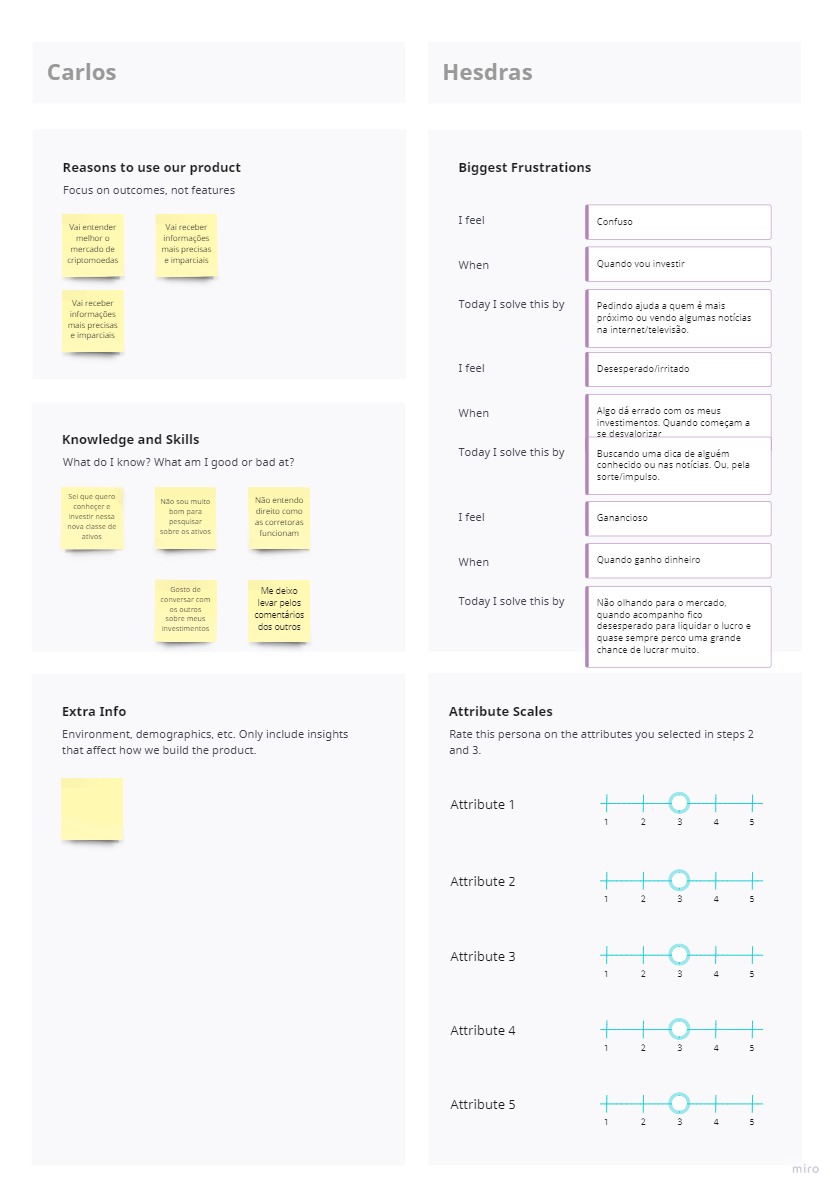 Carlos
Hesdras
Reasons to use our product
Focus on outcomes, not features
Vai entender
melhor o
mercado de
criptomoedas
Vai receber
informações
mais precisas
e imparciais
Vai receber
informações
mais precisas
e imparciais
Knowledge and Skills
What do I know? What am I good or bad at?
Sei que quero
conheçer e
investir nessa
nova classe de
ativos
Não sou muito
bom para
pesquisar
sobre os ativos
Não entendo
direito como
as corretoras
funcionam
Gosto de
conversar com
os outros
sobre meus
investimentos
Me deixo
levar pelos
comentários
dos outros
Extra Info
Environment, demographics, etc. Only include insights
that affect how we build the product.
Biggest Frustrations
I feel
Confuso
When
Quando vou investir
Today I solve this by
Pedindo ajuda a quem é mais
próximo ou vendo algumas notícias
na internet/televisão.
I feel
Desesperado/irritado
When
Algo dá errado com os meus
investimentos. Quando começam a
se desvalorizar
Today I solve this by
Buscando uma dica de alguém
conhecido ou nas notícias. Ou, pela
sorte/impulso.
I feel
Ganancioso
When
Quando ganho dinheiro
Today I solve this by
Não olhando para o mercado,
quando acompanho fico
desesperado para liquidar o lucro e
quase sempre perco uma grande
chance de lucrar muito.
Attribute Scales
Rate this persona on the attributes you selected in steps 2
and 3.
Attribute 1
1 2 3 4 5
Attribute 2
1 2 3 4 5
Attribute 3
1 2 3 4 5
Attribute 4
1 2 3 4 5
Attribute 5
1 2 3 4 5
miro